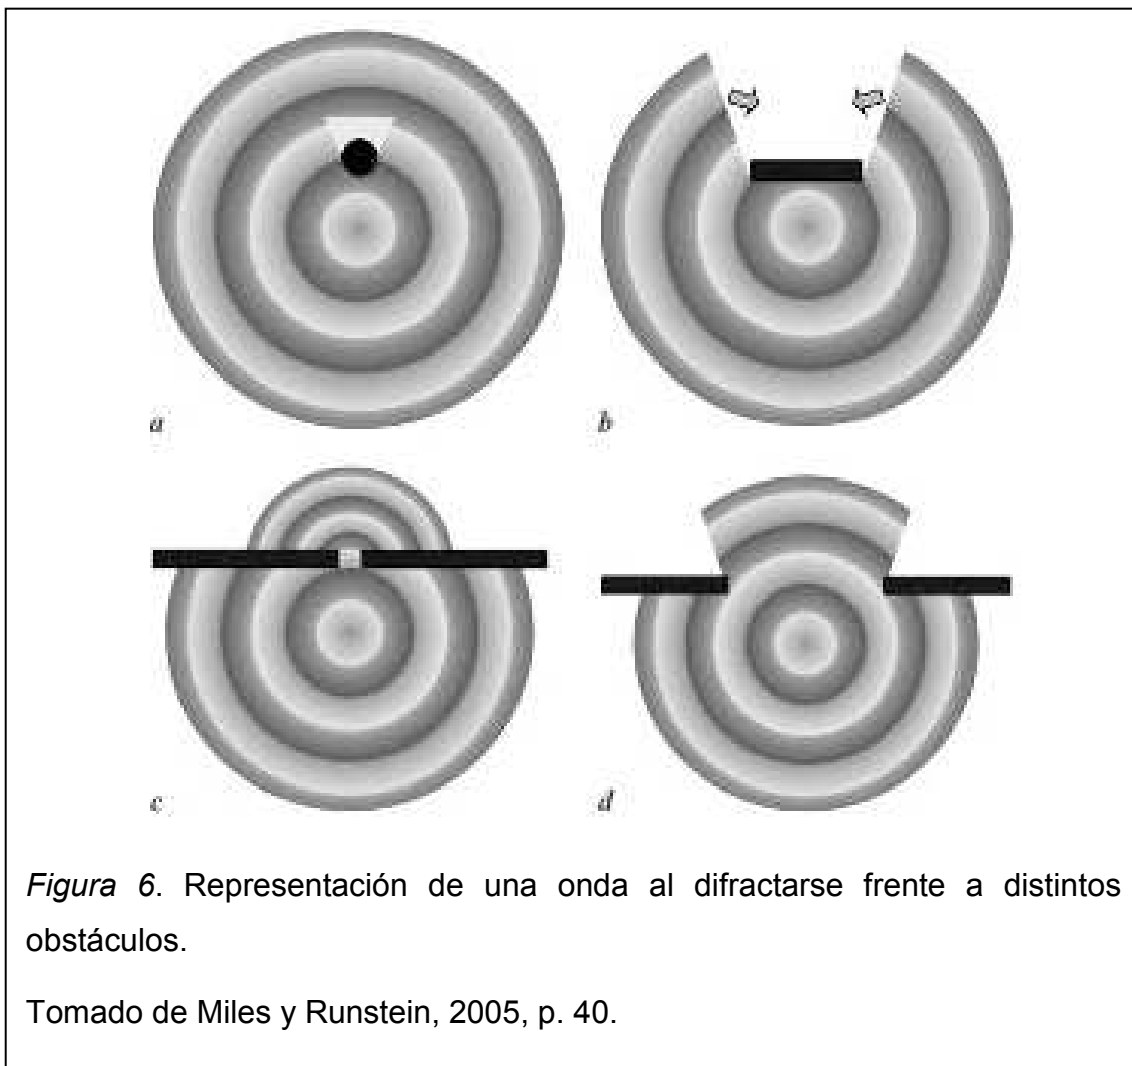 a
b
c
d
Figura 6. Representación de una onda al difractarse frente a distintos
obstáculos.
Tomado de Miles y Runstein, 2005, p. 40.